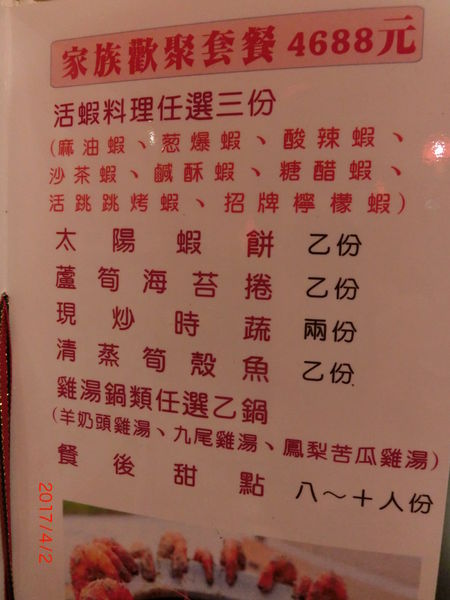 家族歡聚套餐 4688元
活蝦料理任選三份
(麻油蝦、葱爆蝦、酸辣蝦、
沙茶蝦、鹹酥蝦、糖醋蝦、
活跳跳烤蝦、招牌檸檬蝦)
太陽蝦餅 乙份
蘆筍海苔捲 乙份
現炒時蔬 兩份
清蒸筍殼魚 乙份
雞湯鍋類任選乙鍋
(羊奶頭雞湯、九尾雞湯、鳳梨苦瓜雞湯)
餐後甜點 八～十人份
2017/4/2